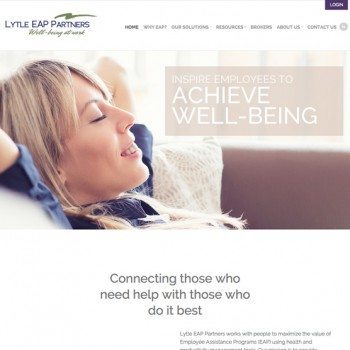 LOGIN
LYTLE EAP PARTNERS
Well-being at work
HOME WHY EAP? OUR SOLUTIONS RESOURCES BROKERS ABOUT US CONTACT US
INSPIRE EMPLOYEES TO
ACHIEVE
WELL-BEING
Connecting those who
need help with those who
do it best
Lytle EAP Partners works with people to maximize the value of
Employee Assistance Programs (EAP) using health and